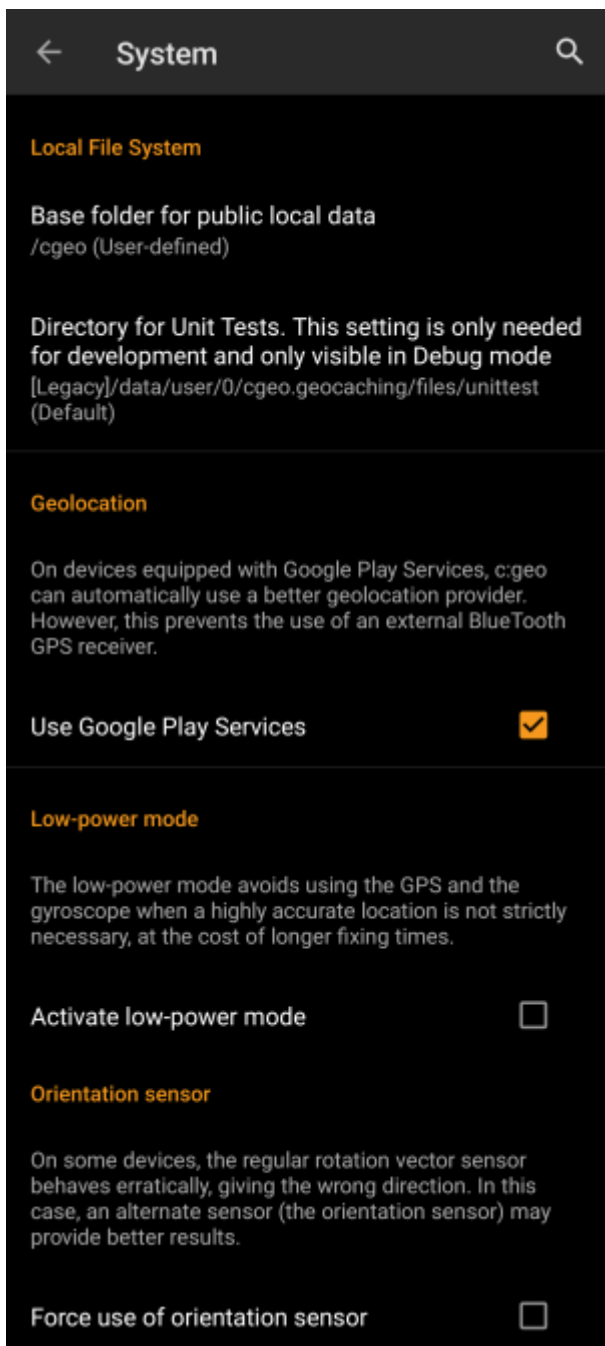 System
Local File System
Base folder for public local data
/cgeo (User-defined)
Directory for Unit Tests. This setting is only needed
for development and only visible in Debug mode
[Legacy]/data/user/0/cgeo.geocaching/files/unittest
(Default)
Geolocation
On devices equipped with Google Play Services, c:geo
can automatically use a better geolocation provider.
However, this prevents the use of an external BlueTooth
GPS receiver.
Use Google Play Services
Low-power mode
The low-power mode avoids using the GPS and the
gyroscope when a highly accurate location is not strictly
necessary, at the cost of longer fixing times.
Activate low-power mode
Orientation sensor
On some devices, the regular rotation vector sensor
behaves erratically, giving the wrong direction. In this
case, an alternate sensor (the orientation sensor) may
provide better results.
Force use of orientation sensor